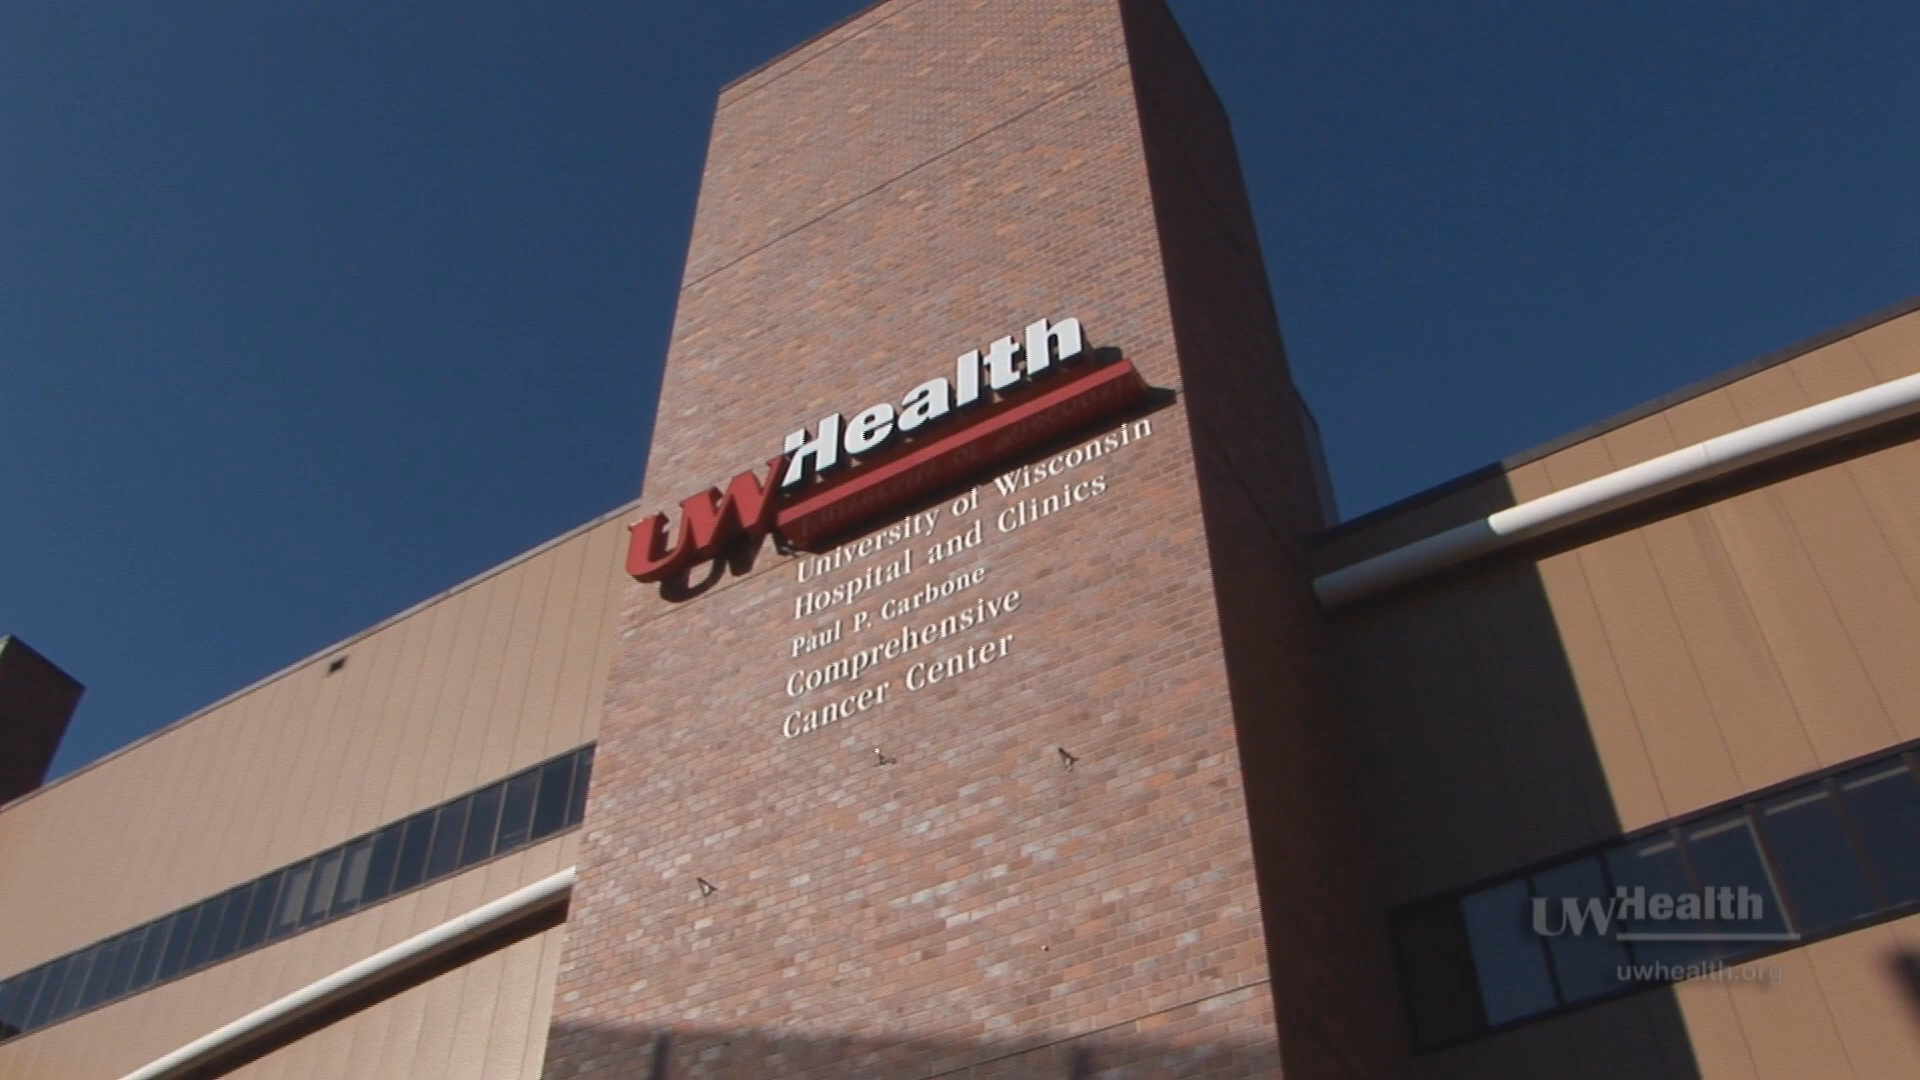 UWHealth
University of Wisconsin
Hospital and Clinics
Paul P. Carbone
Comprehensive
Cancer Center
UWHealth
uwhealth.org